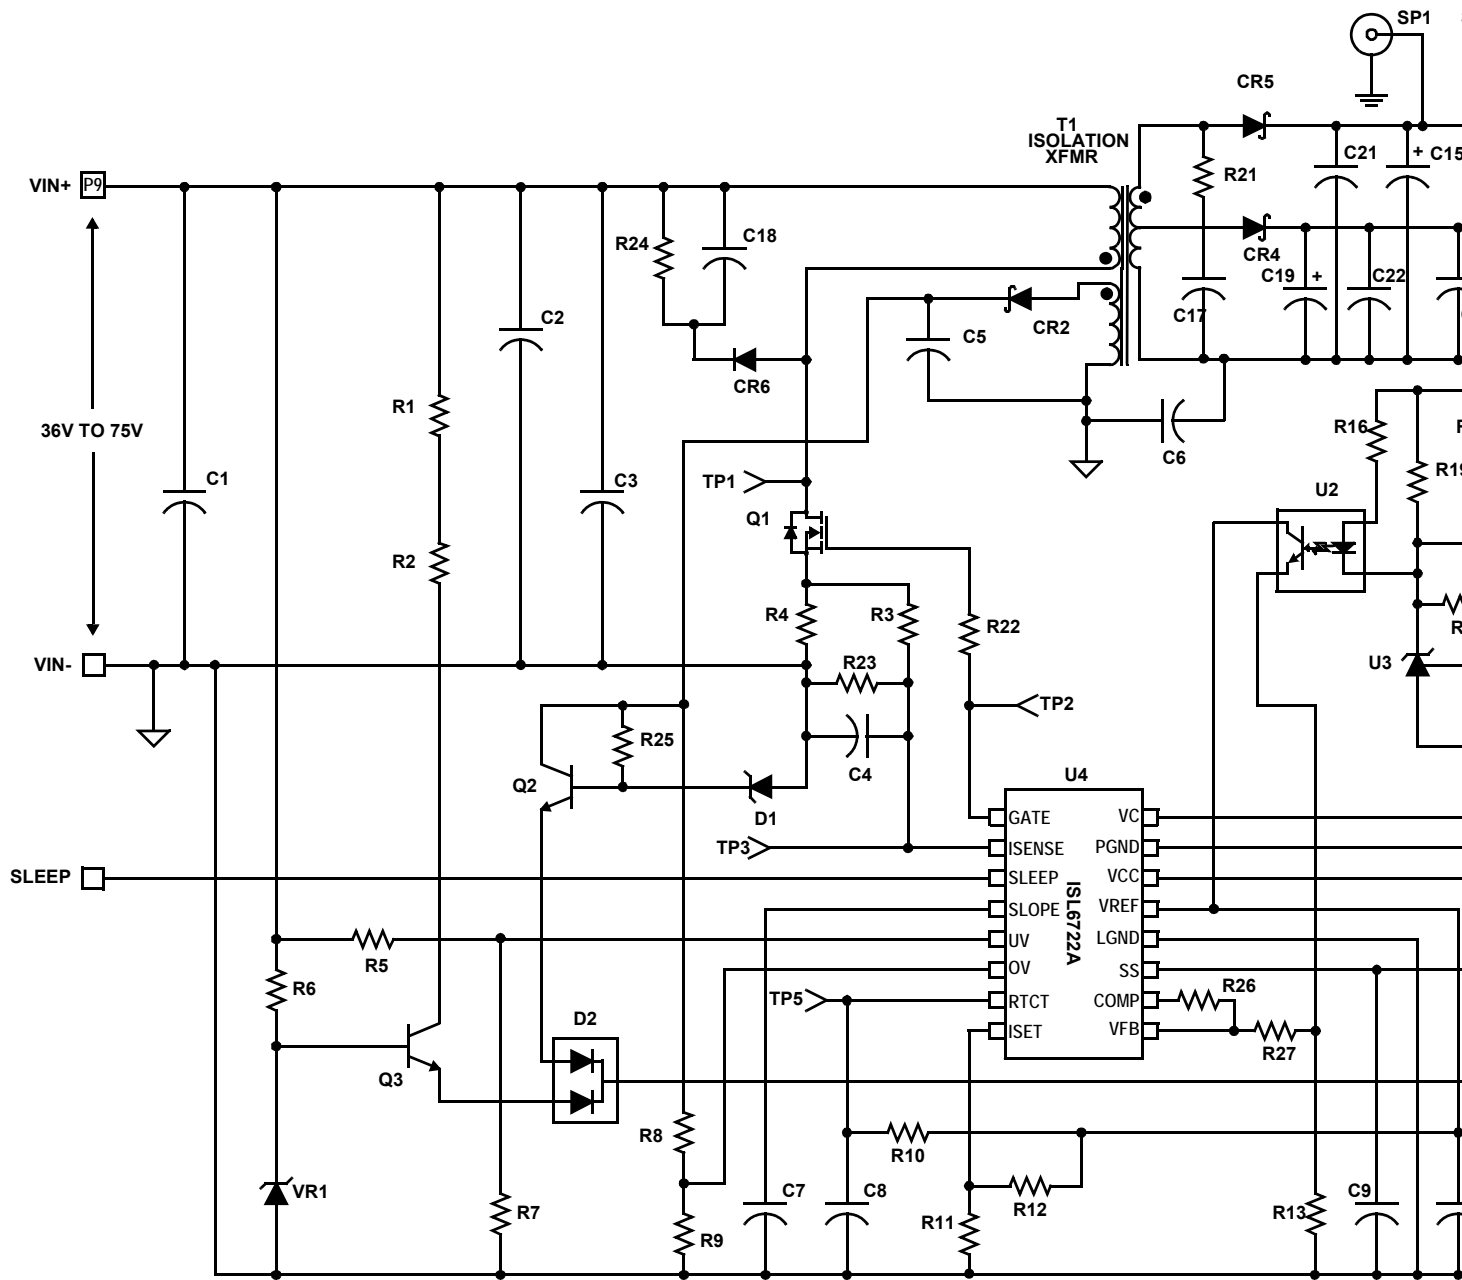 SP1
CR5
T1
ISOLATION
XFMR
C21
+ C15
VIN+ P9
R21
R24
C18
CR4
C19 +
C22
C17
CR2
C5
C2
CR6
R1
36V TO 75V
R16
C6
C1
C3
TP1
R19
U2
Q1
R2
R4
R3
R22
R
VIN-
R23
U3
TP2
R25
C4
U4
Q2
D1
GATE
VC
TP3
ISENSE
PGND
SLEEP
SLEEP
VCC
SLOPE
VREF
ISL6722A
UV
LGND
R5
OV
SS
R6
TP5
RTCT
COMP
R26
D2
ISET
VFB
R27
Q3
R8
R10
VR1
C7
C8
C9
R7
R12
R11
R13
R9